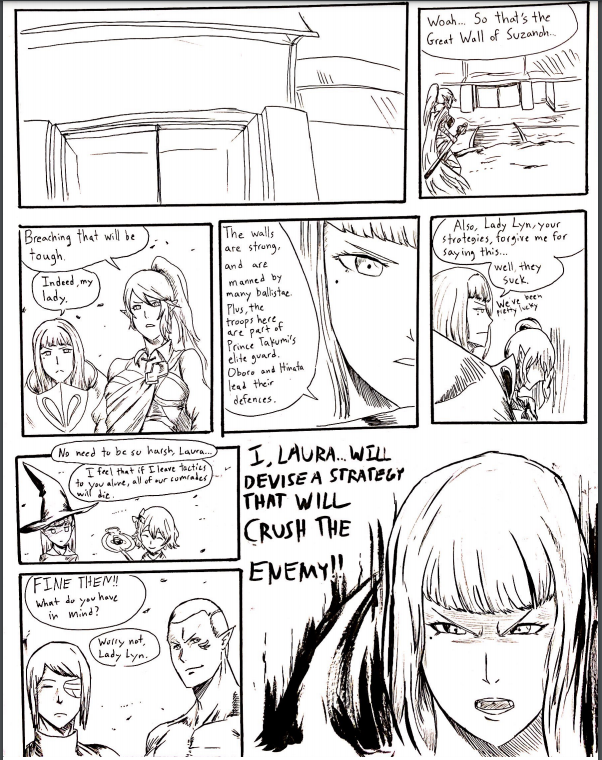 Woah... So that's the
Great Wall of Suzanoh..
Breaching that will be
tough.
Indeed, my
lady.
The walls
are strong,
and are
manned by
many ballistae.
Plus, the
troops here
are part of
Prince Takumi's
elite guard.
Oboro and Hinata
lead their
defences.
Also, Lady Lyn, your
strategies, forgive me for
saying this...
well, they
suck.
We've been
pretty lucky
No need to be so harsh, Laura...
I feel that if I leave tactics
to you alone, all of our comrades
will die.
FINE THEN!!
What do you have
in mind?
Worry not,
Lady Lyn.
I, LAURA... WILL
DEVISE A STRATEGY
THAT WILL
CRUSH THE
ENEMY!!